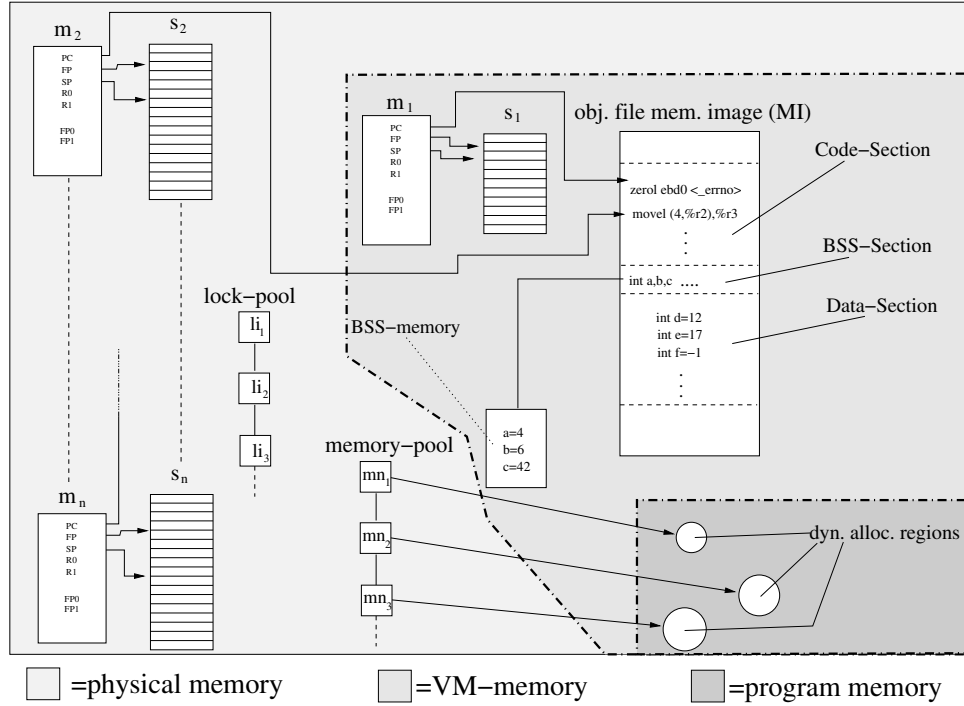 m2
s2
PC
FP
SP
R0
R1
FP0
FP1
m1
s1
PC
FP
SP
R0
R1
FP0
FP1
obj. file mem. image (MI)
Code-Section
zerol ebd0 <_errno>
movel (4,%r2),%r3
BSS-Section
int a,b,c ....
Data-Section
int d=12
int e=17
int f=-1
lock-pool
li1
li2
li3
BSS-memory
a=4
b=6
c=42
memory-pool
mn1
mn2
mn3
mn
sn
PC
FP
SP
R0
R1
FP0
FP1
dyn. alloc. regions
=physical memory
=VM-memory
=program memory